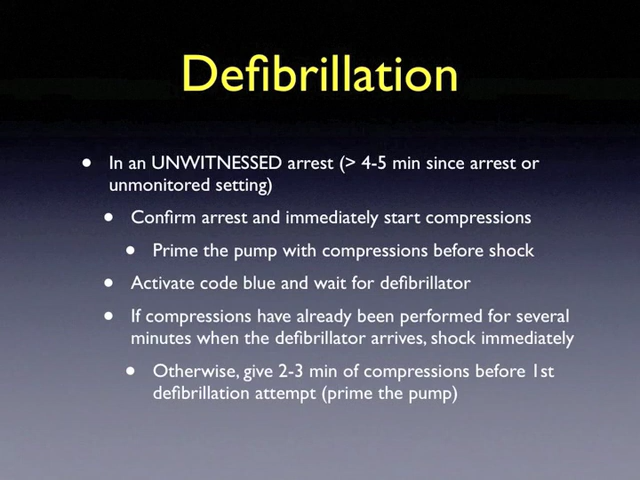 Defibrillation
• In an UNWITNESSED arrest (> 4-5 min since arrest or
unmonitored setting)
• Confirm arrest and immediately start compressions
• Prime the pump with compressions before shock
• Activate code blue and wait for defibrillator
• If compressions have already been performed for several
minutes when the defibrillator arrives, shock immediately
• Otherwise, give 2-3 min of compressions before 1st
defibrillation attempt (prime the pump)